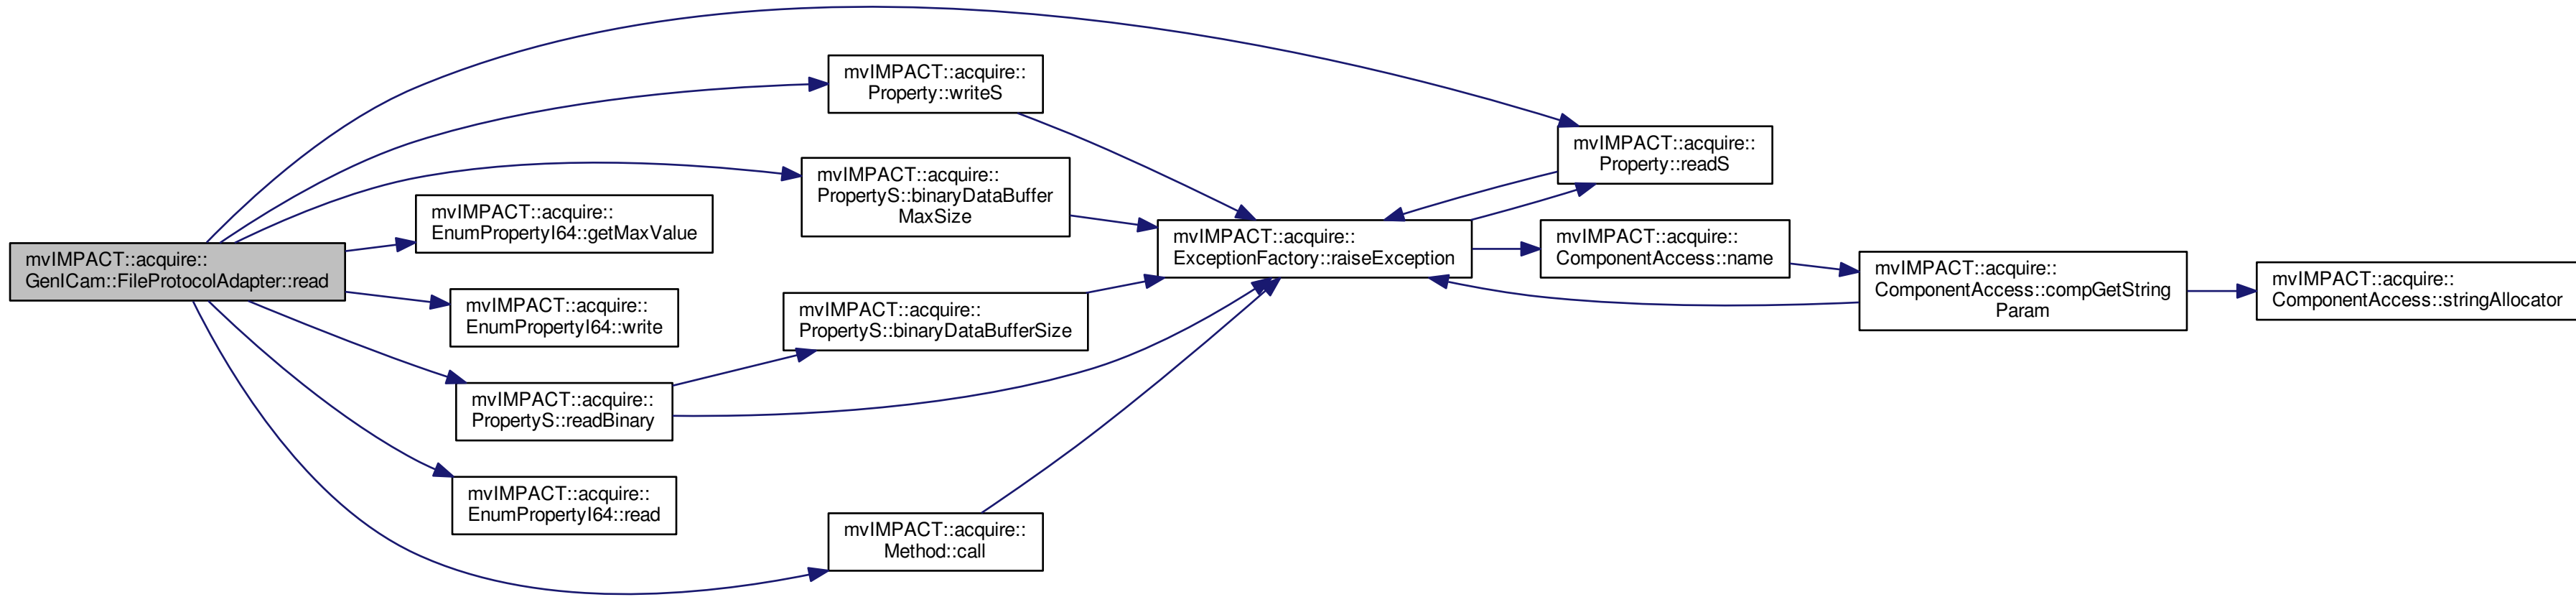 mvIMPACT::acquire::
GenICam::FileProtocolAdapter::read
mvIMPACT::acquire::
Property::writeS
mvIMPACT::acquire::
PropertyS::binaryDataBuffer
MaxSize
mvIMPACT::acquire::
EnumPropertyI64::getMaxValue
mvIMPACT::acquire::
EnumPropertyI64::write
mvIMPACT::acquire::
PropertyS::binaryDataBufferSize
mvIMPACT::acquire::
PropertyS::readBinary
mvIMPACT::acquire::
EnumPropertyI64::read
mvIMPACT::acquire::
Method::call
mvIMPACT::acquire::
ExceptionFactory::raiseException
mvIMPACT::acquire::
Property::readS
mvIMPACT::acquire::
ComponentAccess::name
mvIMPACT::acquire::
ComponentAccess::compGetString
Param
mvIMPACT::acquire::
ComponentAccess::stringAllocator